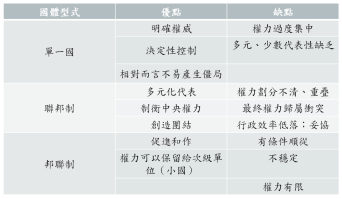 國體型式 優點 缺點
明確權威 權力過度集中
單一國 決定性控制 多元、少數代表性缺乏
相對而言不易產生僵局
多元化代表 權力劃分不清、重疊
聯邦制 制衡中央權力 最終權力歸屬衝突
創造團結 行政效率低落：妥協
促進和作 有條件順從
邦聯制 權力可以保留給次級單 不穩定
位（小國）
權力有限